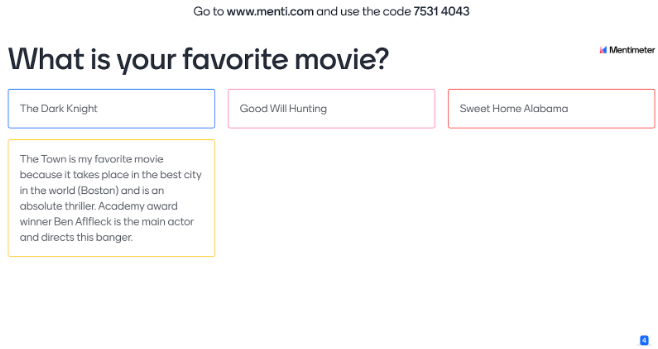 Go to www.menti.com and use the code 7531 4043
What is your favorite movie?
Mentimeter
The Dark Knight
Good Will Hunting
Sweet Home Alabama
The Town is my favorite movie
because it takes place in the best city
in the world (Boston) and is an
absolute thriller. Academy award
winner Ben Aflfleck is the main actor
and directs this banger.
4